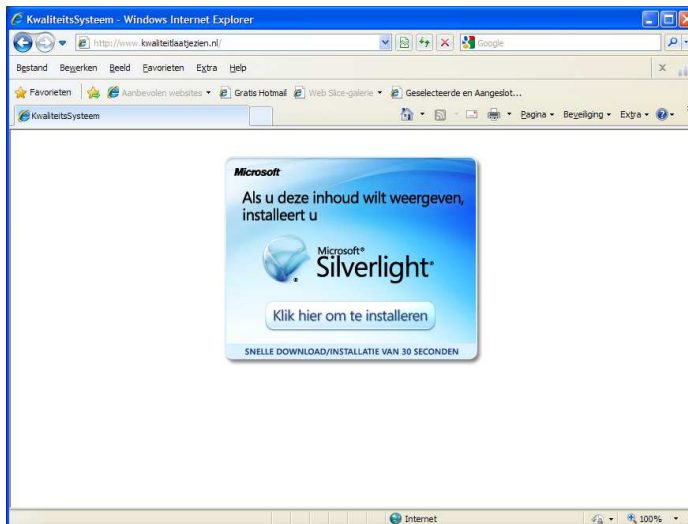 KwaliteitsSysteem - Windows Internet Explorer
http://www.kwaliteitlaatjezien.nl/
Google
Bestand Bewerken Beeld Favorieten Extra Help
Favorieten Aanbevolen websites Gratis Hotmail Web Slice-galerie Geselecteerde en Aangeslot...
KwaliteitsSysteem
Pagina Beveiliging Extra
Microsoft
Als u deze inhoud wilt weergeven,
installeert u
Microsoft®
Silverlight
Klik hier om te installeren
SNELLE DOWNLOAD/INSTALLATIE VAN 30 SECONDEN
Internet
100%